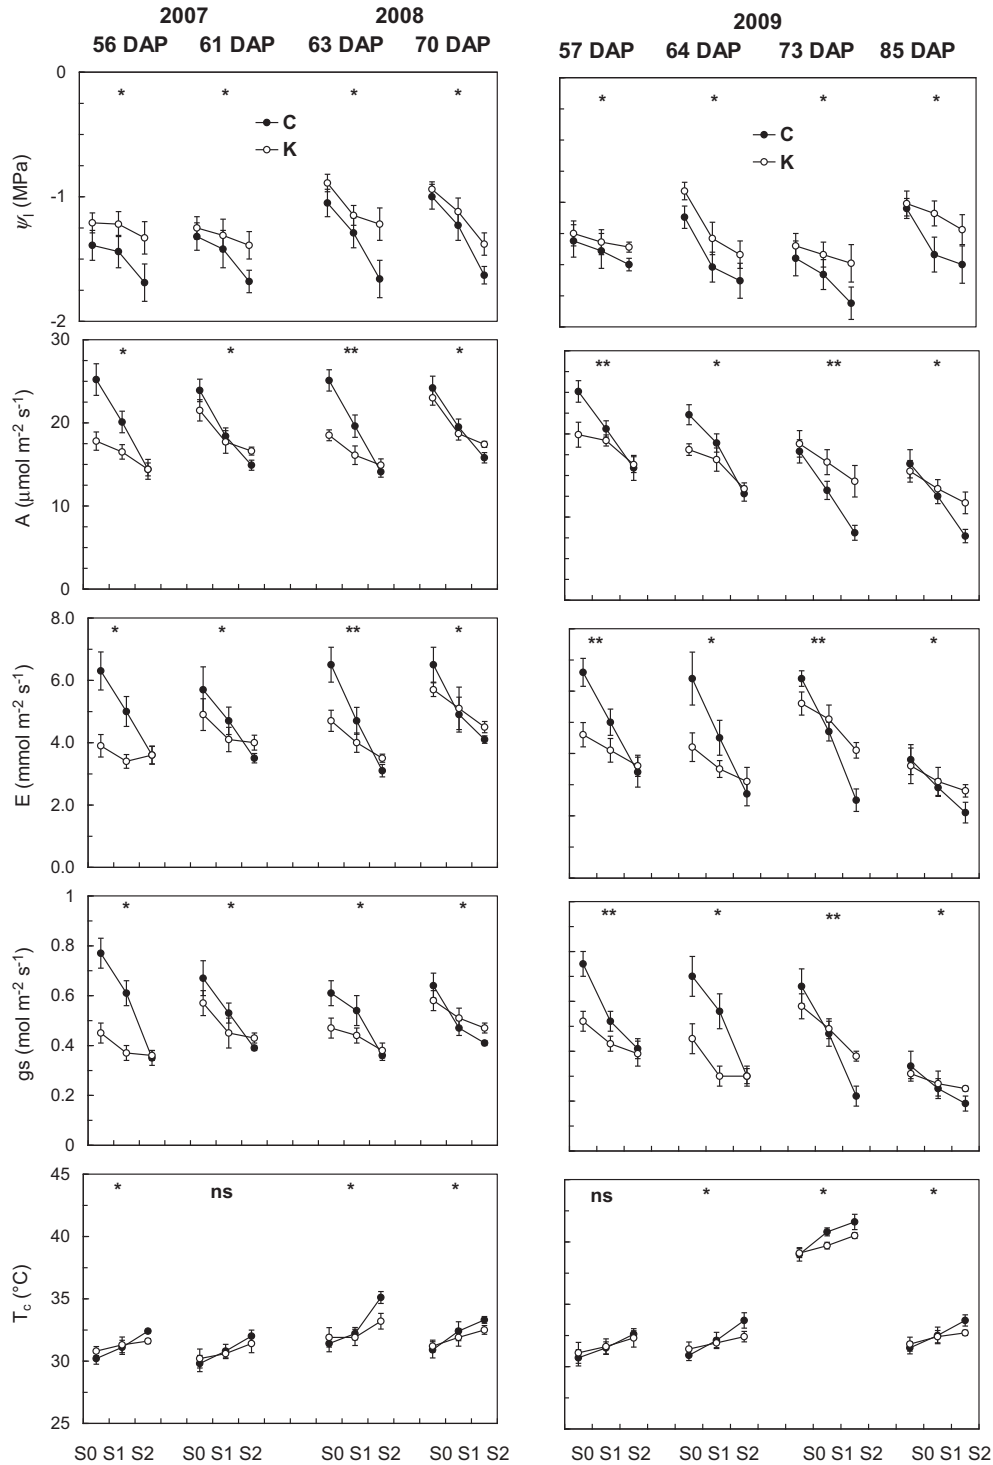 2007 2008 2009
56 DAP 61 DAP 63 DAP 70 DAP 57 DAP 64 DAP 73 DAP 85 DAP
0
* * * * * * * *
C
K
C
K
ψl (MPa)
-1
-2
30
* * ** * ** * ** *
20
A (µmol m-2 s-1)
10
0
8.0
* * ** * ** * ** *
6.0
E (mmol m-2 s-1)
4.0
2.0
0.0
1
* * * * ** * ** *
0.8
0.6
gs (mol m-2 s-1)
0.4
0.2
0
45
* ns * * ns * * *
40
35
Tc (°C)
30
25
S0 S1 S2 S0 S1 S2 S0 S1 S2 S0 S1 S2 S0 S1 S2 S0 S1 S2 S0 S1 S2 S0 S1 S2